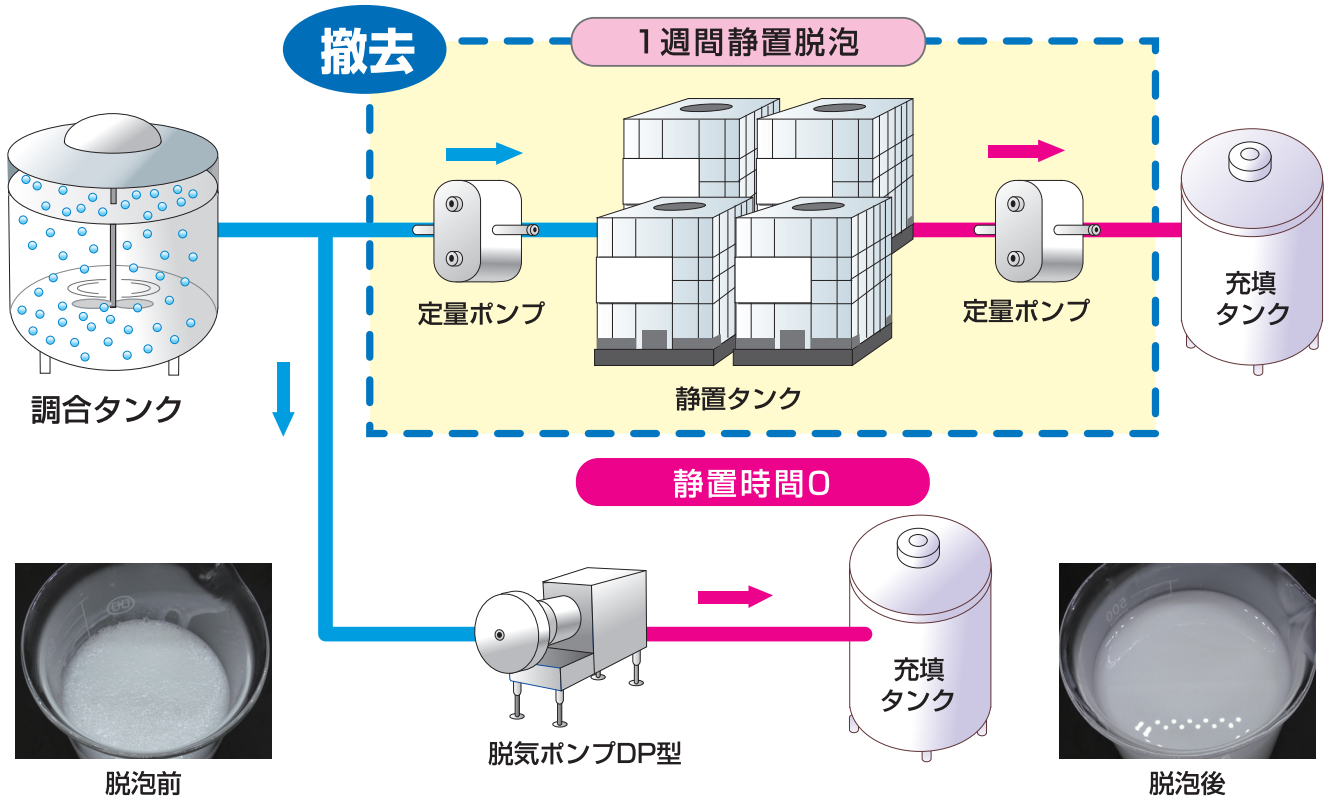 撤去
1週間静置脱泡
定量ポンプ
定量ポンプ
充填
タンク
静置タンク
調合タンク
静置時間0
充填
タンク
脱気ポンプDP型
脱泡前
500
脱泡後